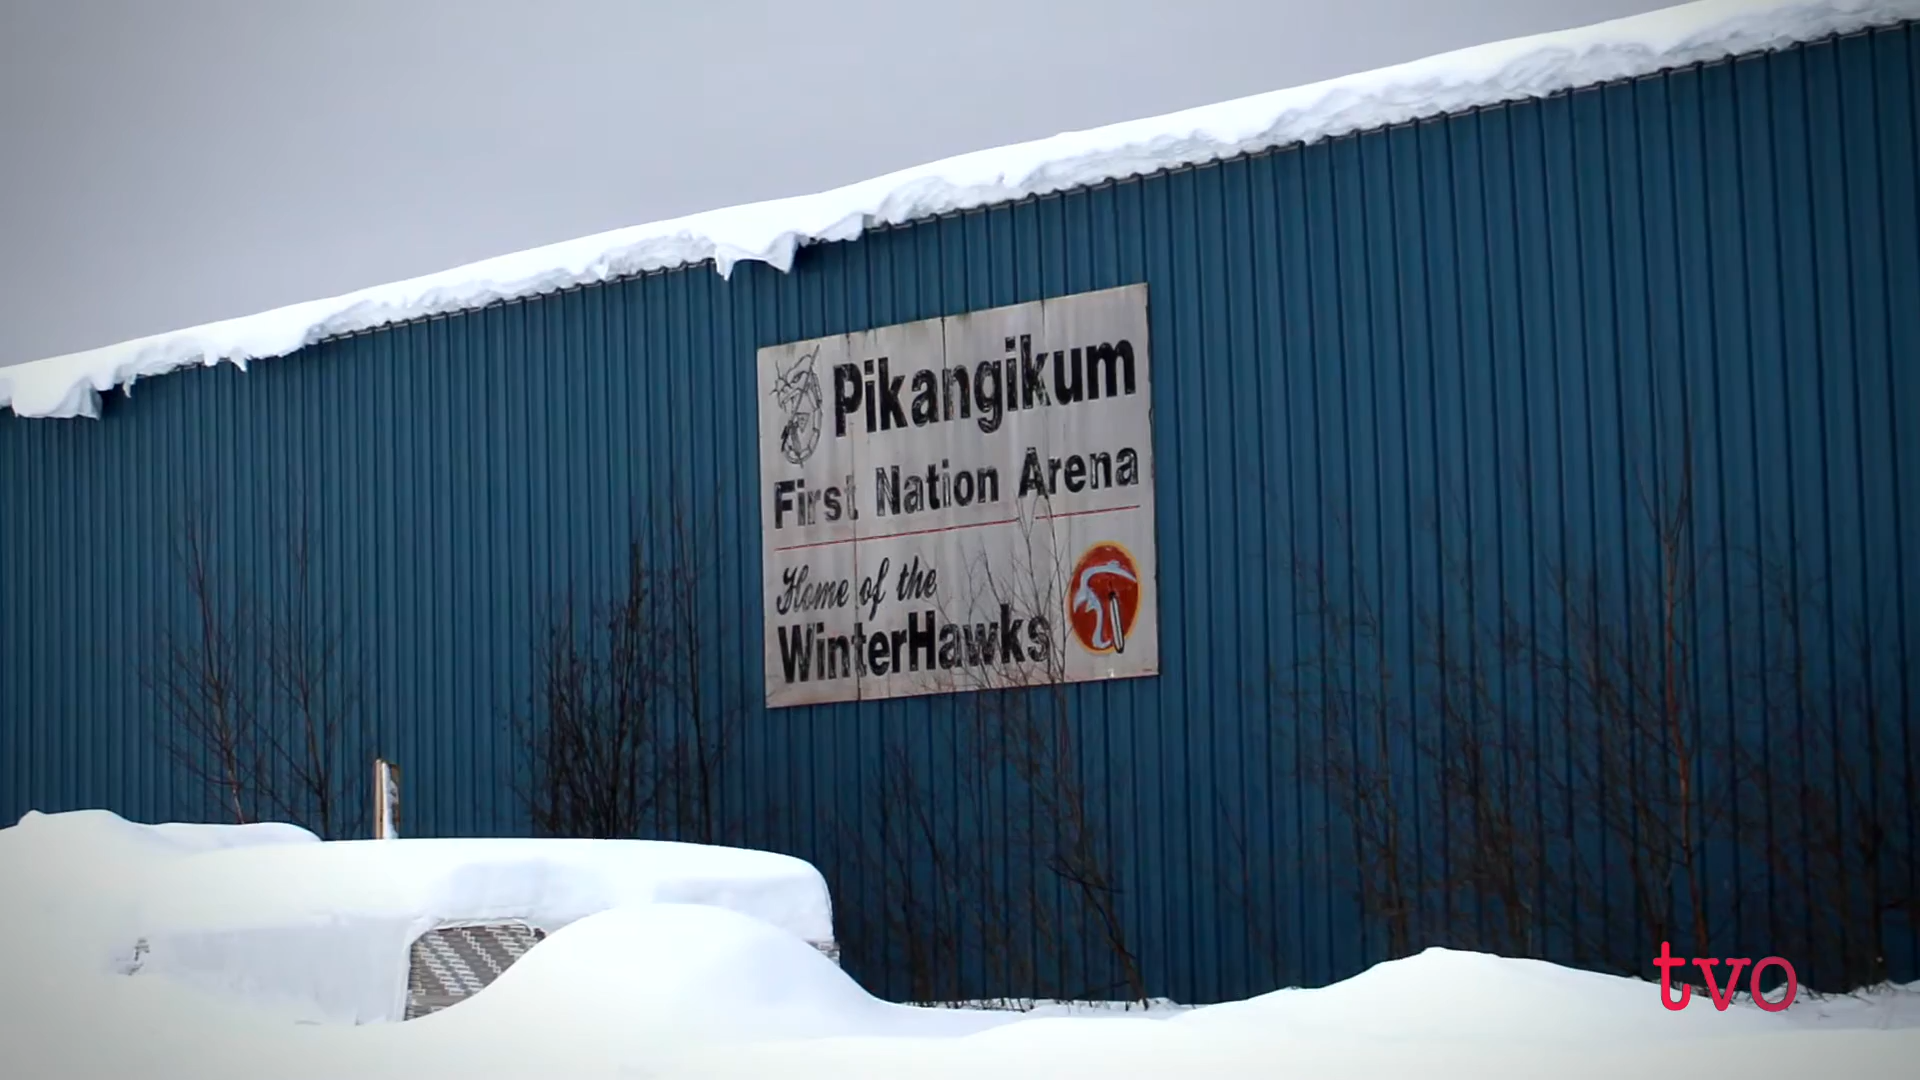 Pikangikum
First Nation Arena
Home of the
WinterHawks
tvo